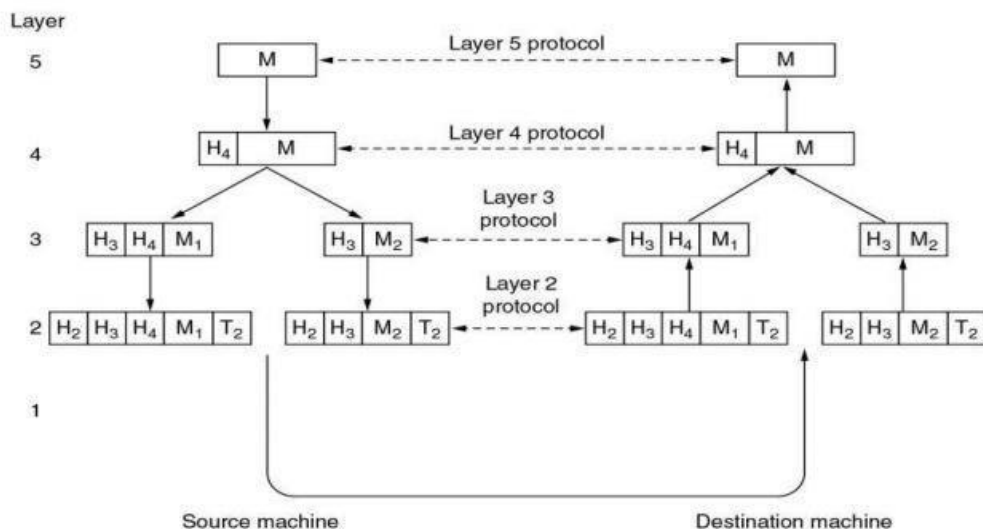 Layer
5 M Layer 5 protocol M
4 H₄ M Layer 4 protocol H₄ M
Layer 3
protocol
3 H₃ H₄ M₁ H₃ M₂ H₃ H₄ M₁ H₃ M₂
Layer 2
protocol
2 H₂ H₃ H₄ M₁ T₂ H₂ H₃ M₂ T₂ H₂ H₃ H₄ M₁ T₂ H₂ H₃ M₂ T₂
1
Source machine Destination machine